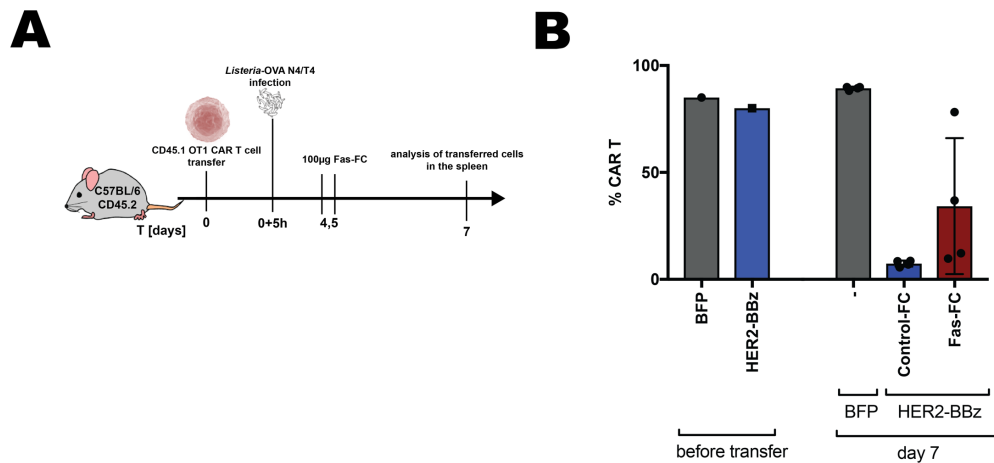 A
Listeria-OVA N4/T4
infection
CD45.1 OT1 CAR T cell
transfer
100µg Fas-FC
analysis of transferred cells
in the spleen
C57BL/6
CD45.2
T [days]
0
0+5h
4,5
7
B
% CAR T
100
50
0
BFP
HER2-BBz
-
Control-FC
Fas-FC
BFP
HER2-BBz
before transfer
day 7